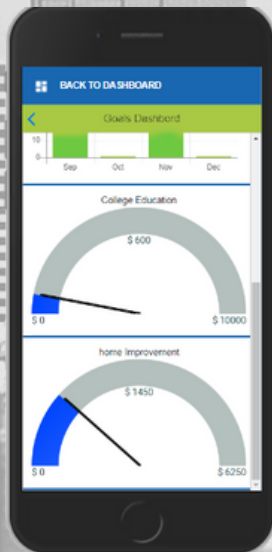 BACK TO DASHBOARD
Goals Dashbord
10
0
Sep Oct Nov Dec
College Education
$ 600
$ 0 $ 10000
home Improvement
$ 1450
$ 0 $ 6250